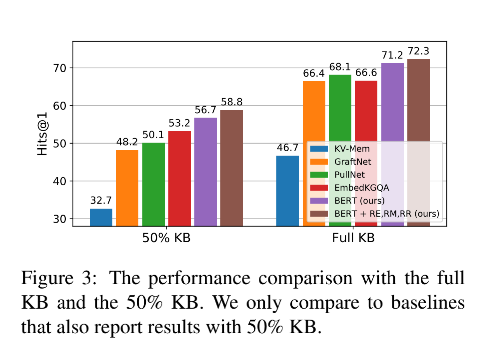 72.3
71.2
68.1
66.4
66.6
58.8
56.7
53.2
50.1
48.2
46.7
32.7
70
60
50
40
30
Hits@1
KV-Mem
GraftNet
PullNet
EmbedKGQA
BERT (ours)
BERT + RE,RM,RR (ours)
50% KB
Full KB
Figure 3: The performance comparison with the full
KB and the 50% KB. We only compare to baselines
that also report results with 50% KB.